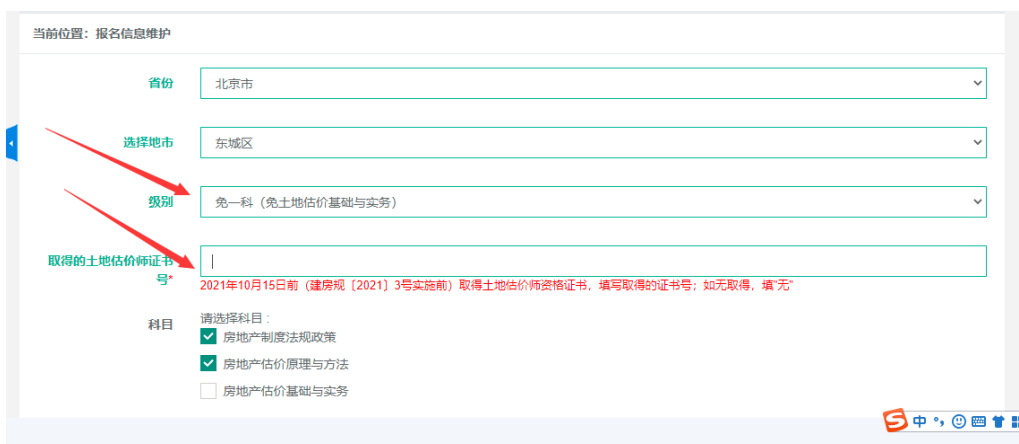 当前位置：报名信息维护
省份
北京市
选择地市
东城区
级别
免一科（免土地估价基础与实务）
取得的土地估价师证书
号*
2021年10月15日前（建房规〔2021〕3号实施前）取得土地估价师资格证书，填写取得的证书号；如无取得，填"无"
科目
请选择科目：
房地产制度法规政策
房地产估价原理与方法
房地产估价基础与实务
S 中